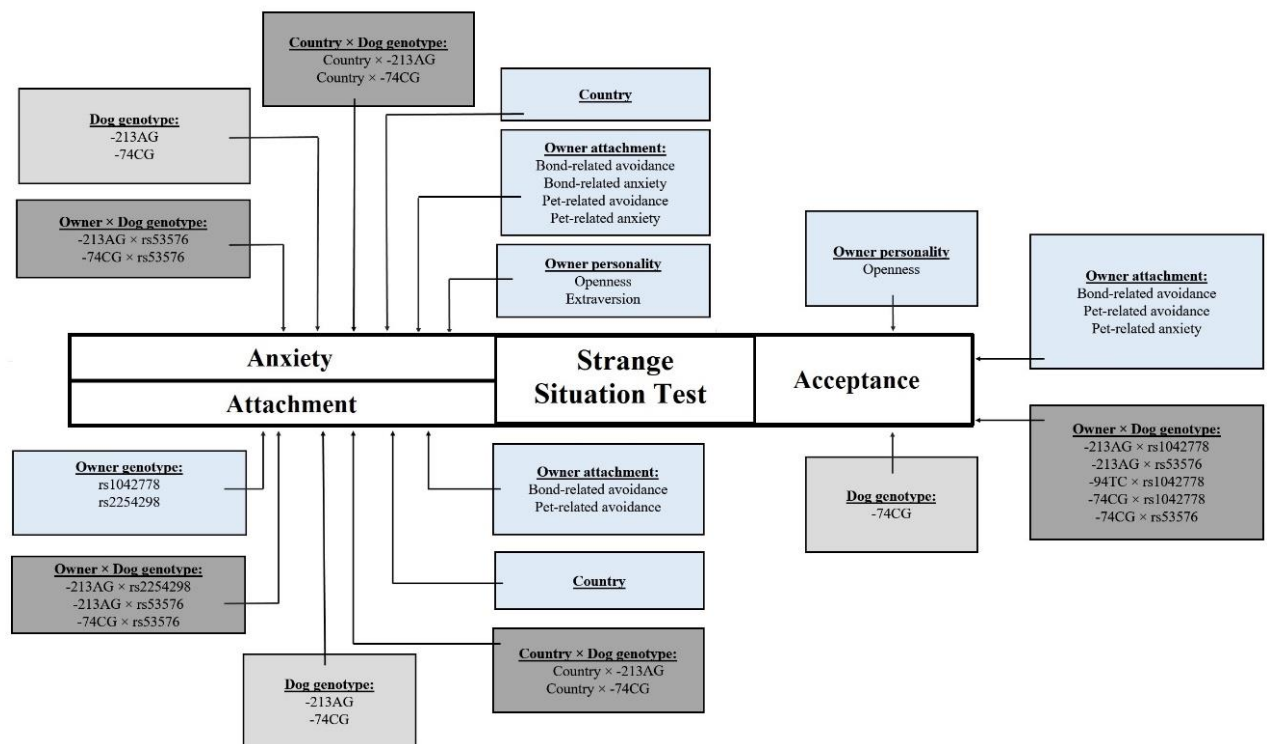 Country × Dog genotype:
Country × -213AG
Country × -74CG
Dog genotype:
-213AG
-74CG
Owner × Dog genotype:
-213AG × rs53576
-74CG × rs53576
Country
Owner attachment:
Bond-related avoidance
Bond-related anxiety
Pet-related avoidance
Pet-related anxiety
Owner personality
Openness
Extraversion
Owner personality
Openness
Owner attachment:
Bond-related avoidance
Pet-related avoidance
Pet-related anxiety
Anxiety
Attachment
Strange
Situation Test
Acceptance
Owner genotype:
rs1042778
rs2254298
Owner × Dog genotype:
-213AG × rs2254298
-213AG × rs53576
-74CG × rs53576
Dog genotype:
-213AG
-74CG
Owner attachment:
Bond-related avoidance
Pet-related avoidance
Country
Country × Dog genotype:
Country × -213AG
Country × -74CG
Dog genotype:
-74CG
Owner × Dog genotype:
-213AG × rs1042778
-213AG × rs53576
-94TC × rs1042778
-74CG × rs1042778
-74CG × rs53576